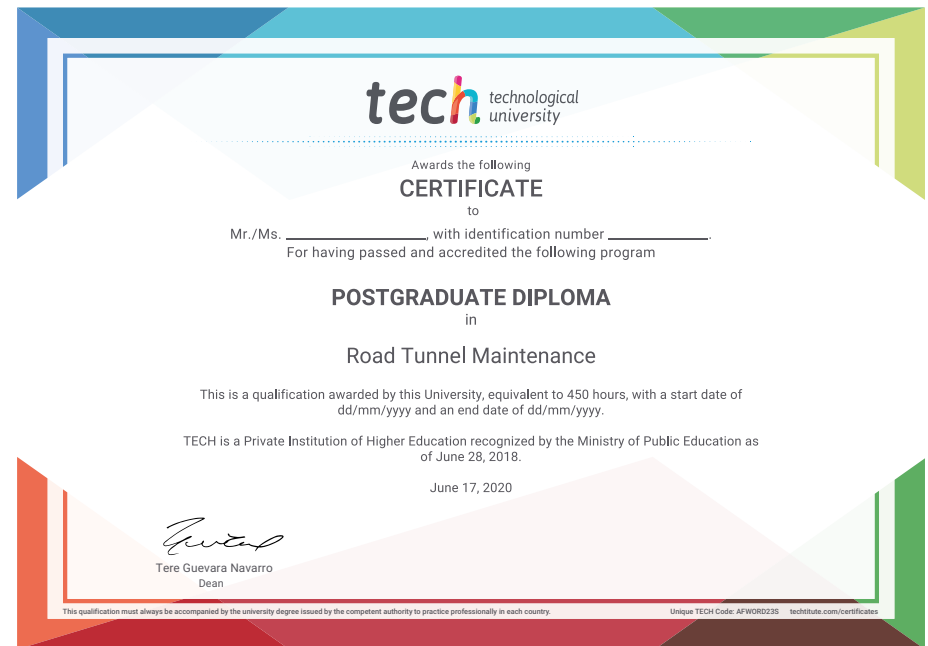 tech technological
university
Awards the following
CERTIFICATE
to
Mr./Ms. ____________________, with identification number ______________.
For having passed and accredited the following program
POSTGRADUATE DIPLOMA
in
Road Tunnel Maintenance
This is a qualification awarded by this University, equivalent to 450 hours, with a start date of
dd/mm/yyyy and an end date of dd/mm/yyyy.
TECH is a Private Institution of Higher Education recognized by the Ministry of Public Education as
of June 28, 2018.
June 17, 2020
Tere Guevara Navarro
Dean
This qualification must always be accompanied by the university degree issued by the competent authority to practice professionally in each country. Unique TECH Code: AFWORD23S techtitute.com/certificates